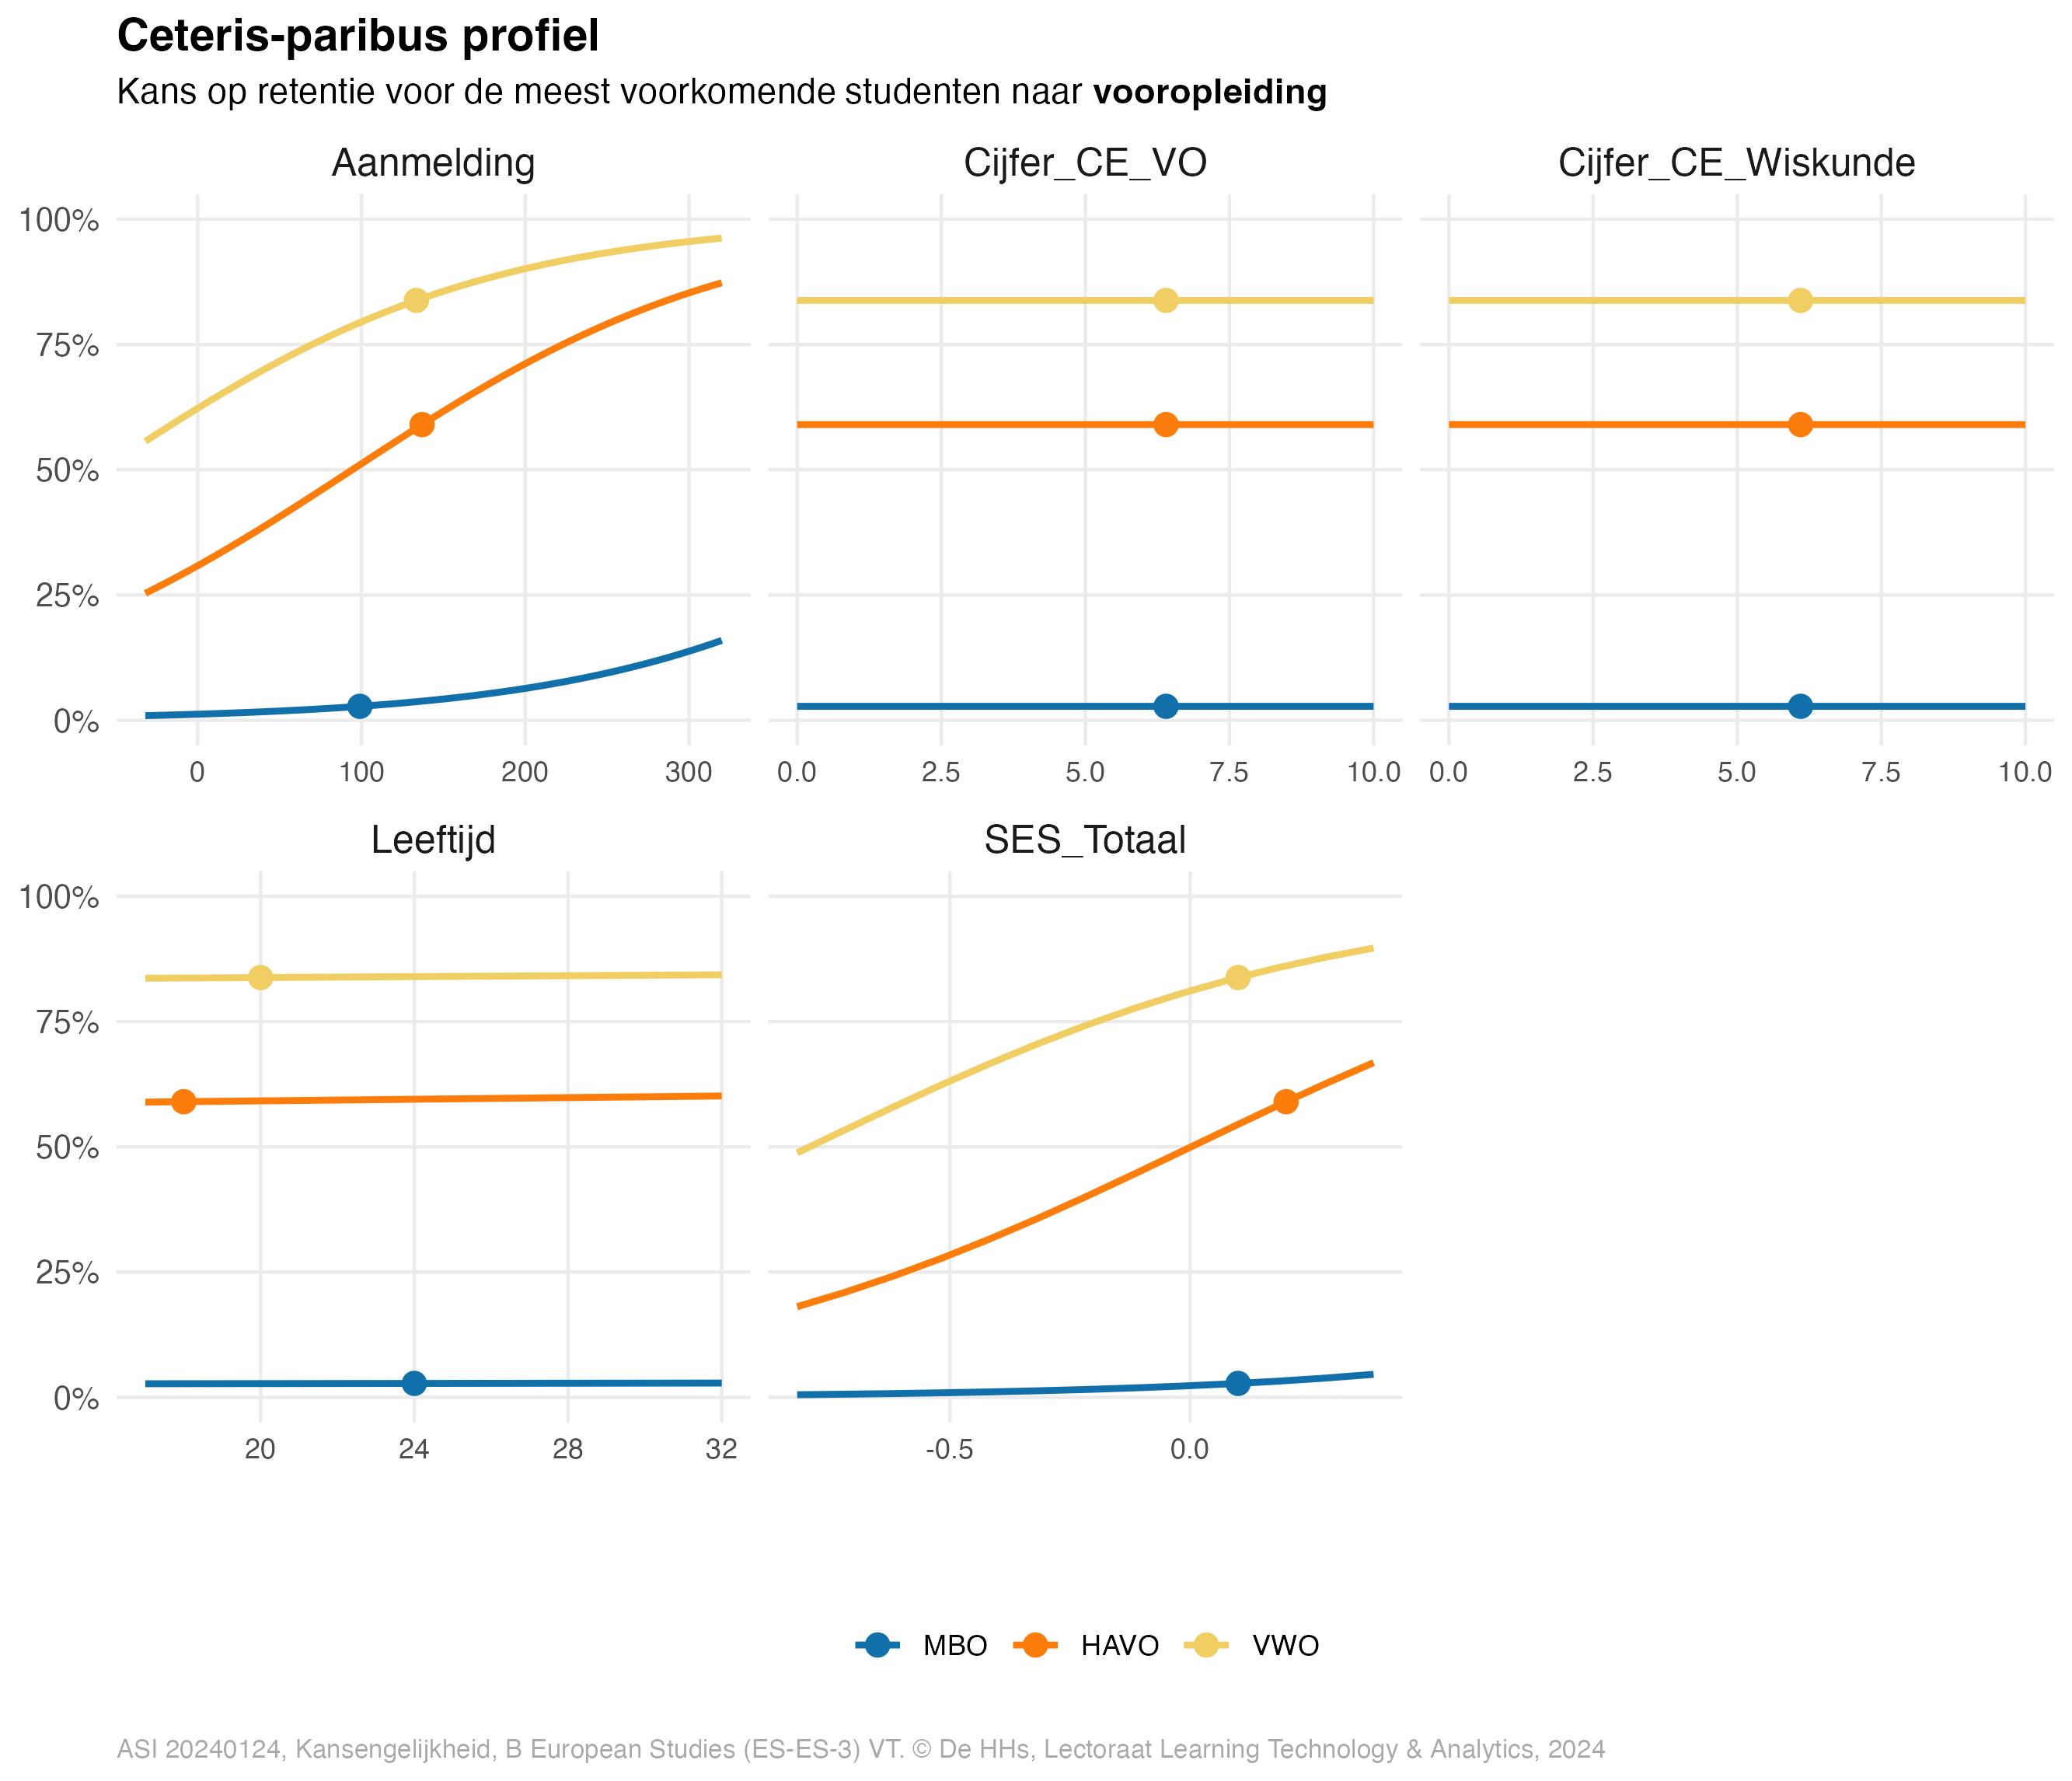 Ceteris-paribus profiel
Kans op retentie voor de meest voorkomende studenten naar vooropleiding
Aanmelding
Cijfer_CE_VO
Cijfer_CE_Wiskunde
100%
75%
50%
25%
0%
0 100 200 300
0.0 2.5 5.0 7.5 10.0
0.0 2.5 5.0 7.5 10.0
Leeftijd
SES_Totaal
100%
75%
50%
25%
0%
20 24 28 32
-0.5 0.0
MBO HAVO VWO
ASI 20240124, Kansengelijkheid, B European Studies (ES-ES-3) VT. © De HHs, Lectoraat Learning Technology & Analytics, 2024